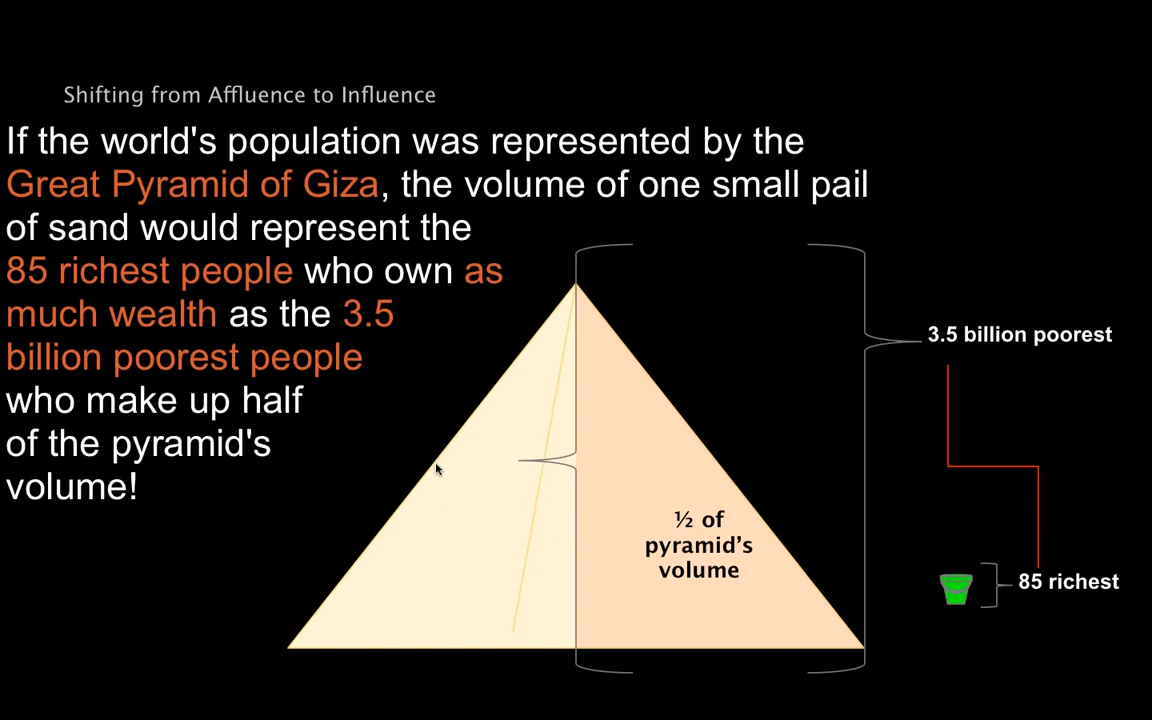 Shifting from Affluence to Influence
If the world's population was represented by the
Great Pyramid of Giza, the volume of one small pail
of sand would represent the
85 richest people who own as
much wealth as the 3.5
billion poorest people
who make up half
of the pyramid's
volume!
3.5 billion poorest
½ of
pyramid’s
volume
85 richest